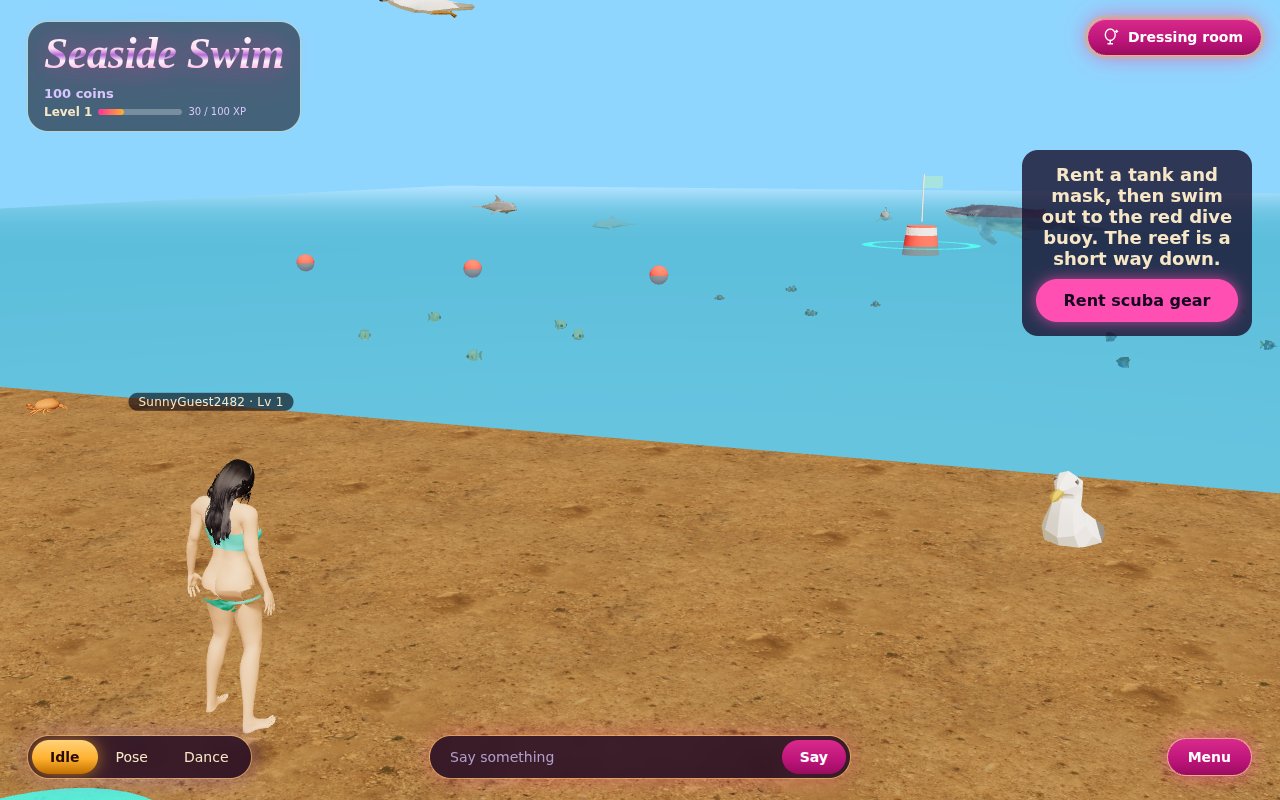 Seaside Swim
100 coins
Level 1 30 / 100 XP
Dressing room
Rent a tank and
mask, then swim
out to the red dive
buoy. The reef is a
short way down.
Rent scuba gear
SunnyGuest2482 · Lv 1
Idle Pose Dance
Say something
Say
Menu